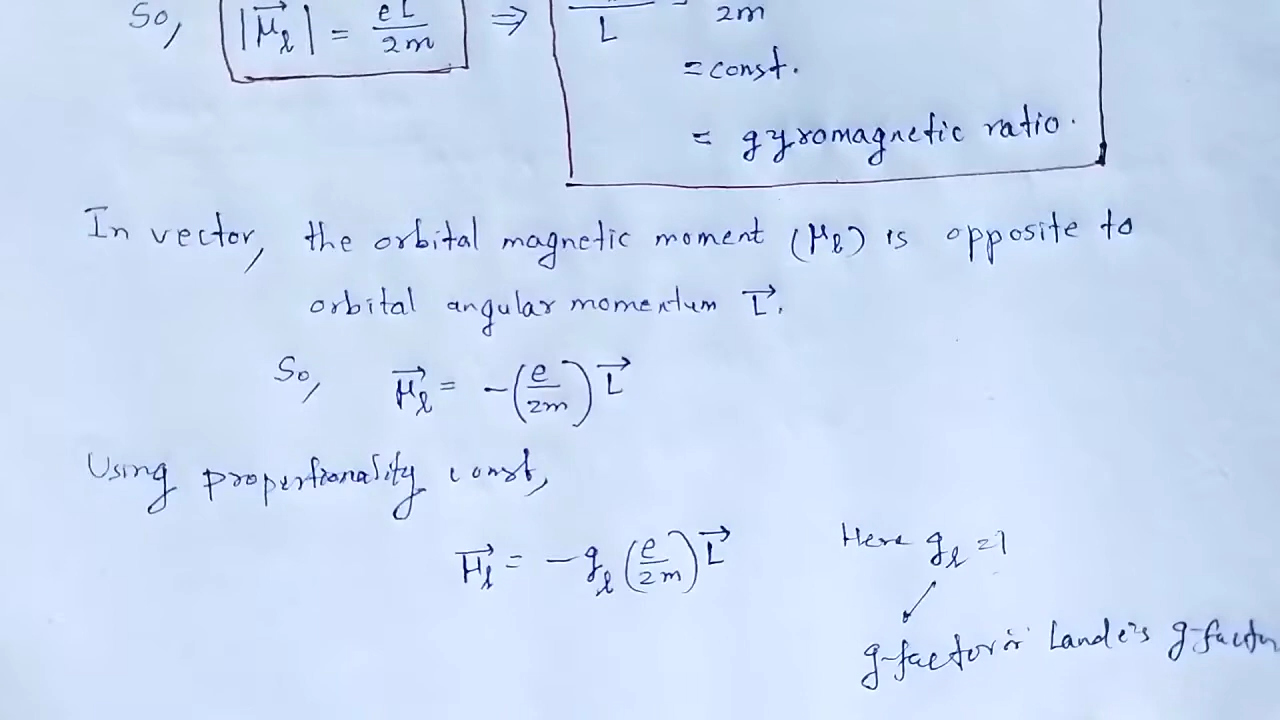 So, |μ⃗ₗ| = eL/2m ⇒ L 2m
= const.
= gyromagnetic ratio.
In vector, the orbital magnetic moment (μₗ) is opposite to
orbital angular momentum L⃗.
So, μ⃗ₗ = -(e/2m) L⃗
Using proportionality const,
μ⃗ₗ = -gₗ (e/2m) L⃗ Here gₗ = 1
g-factor or Lande's g-factor